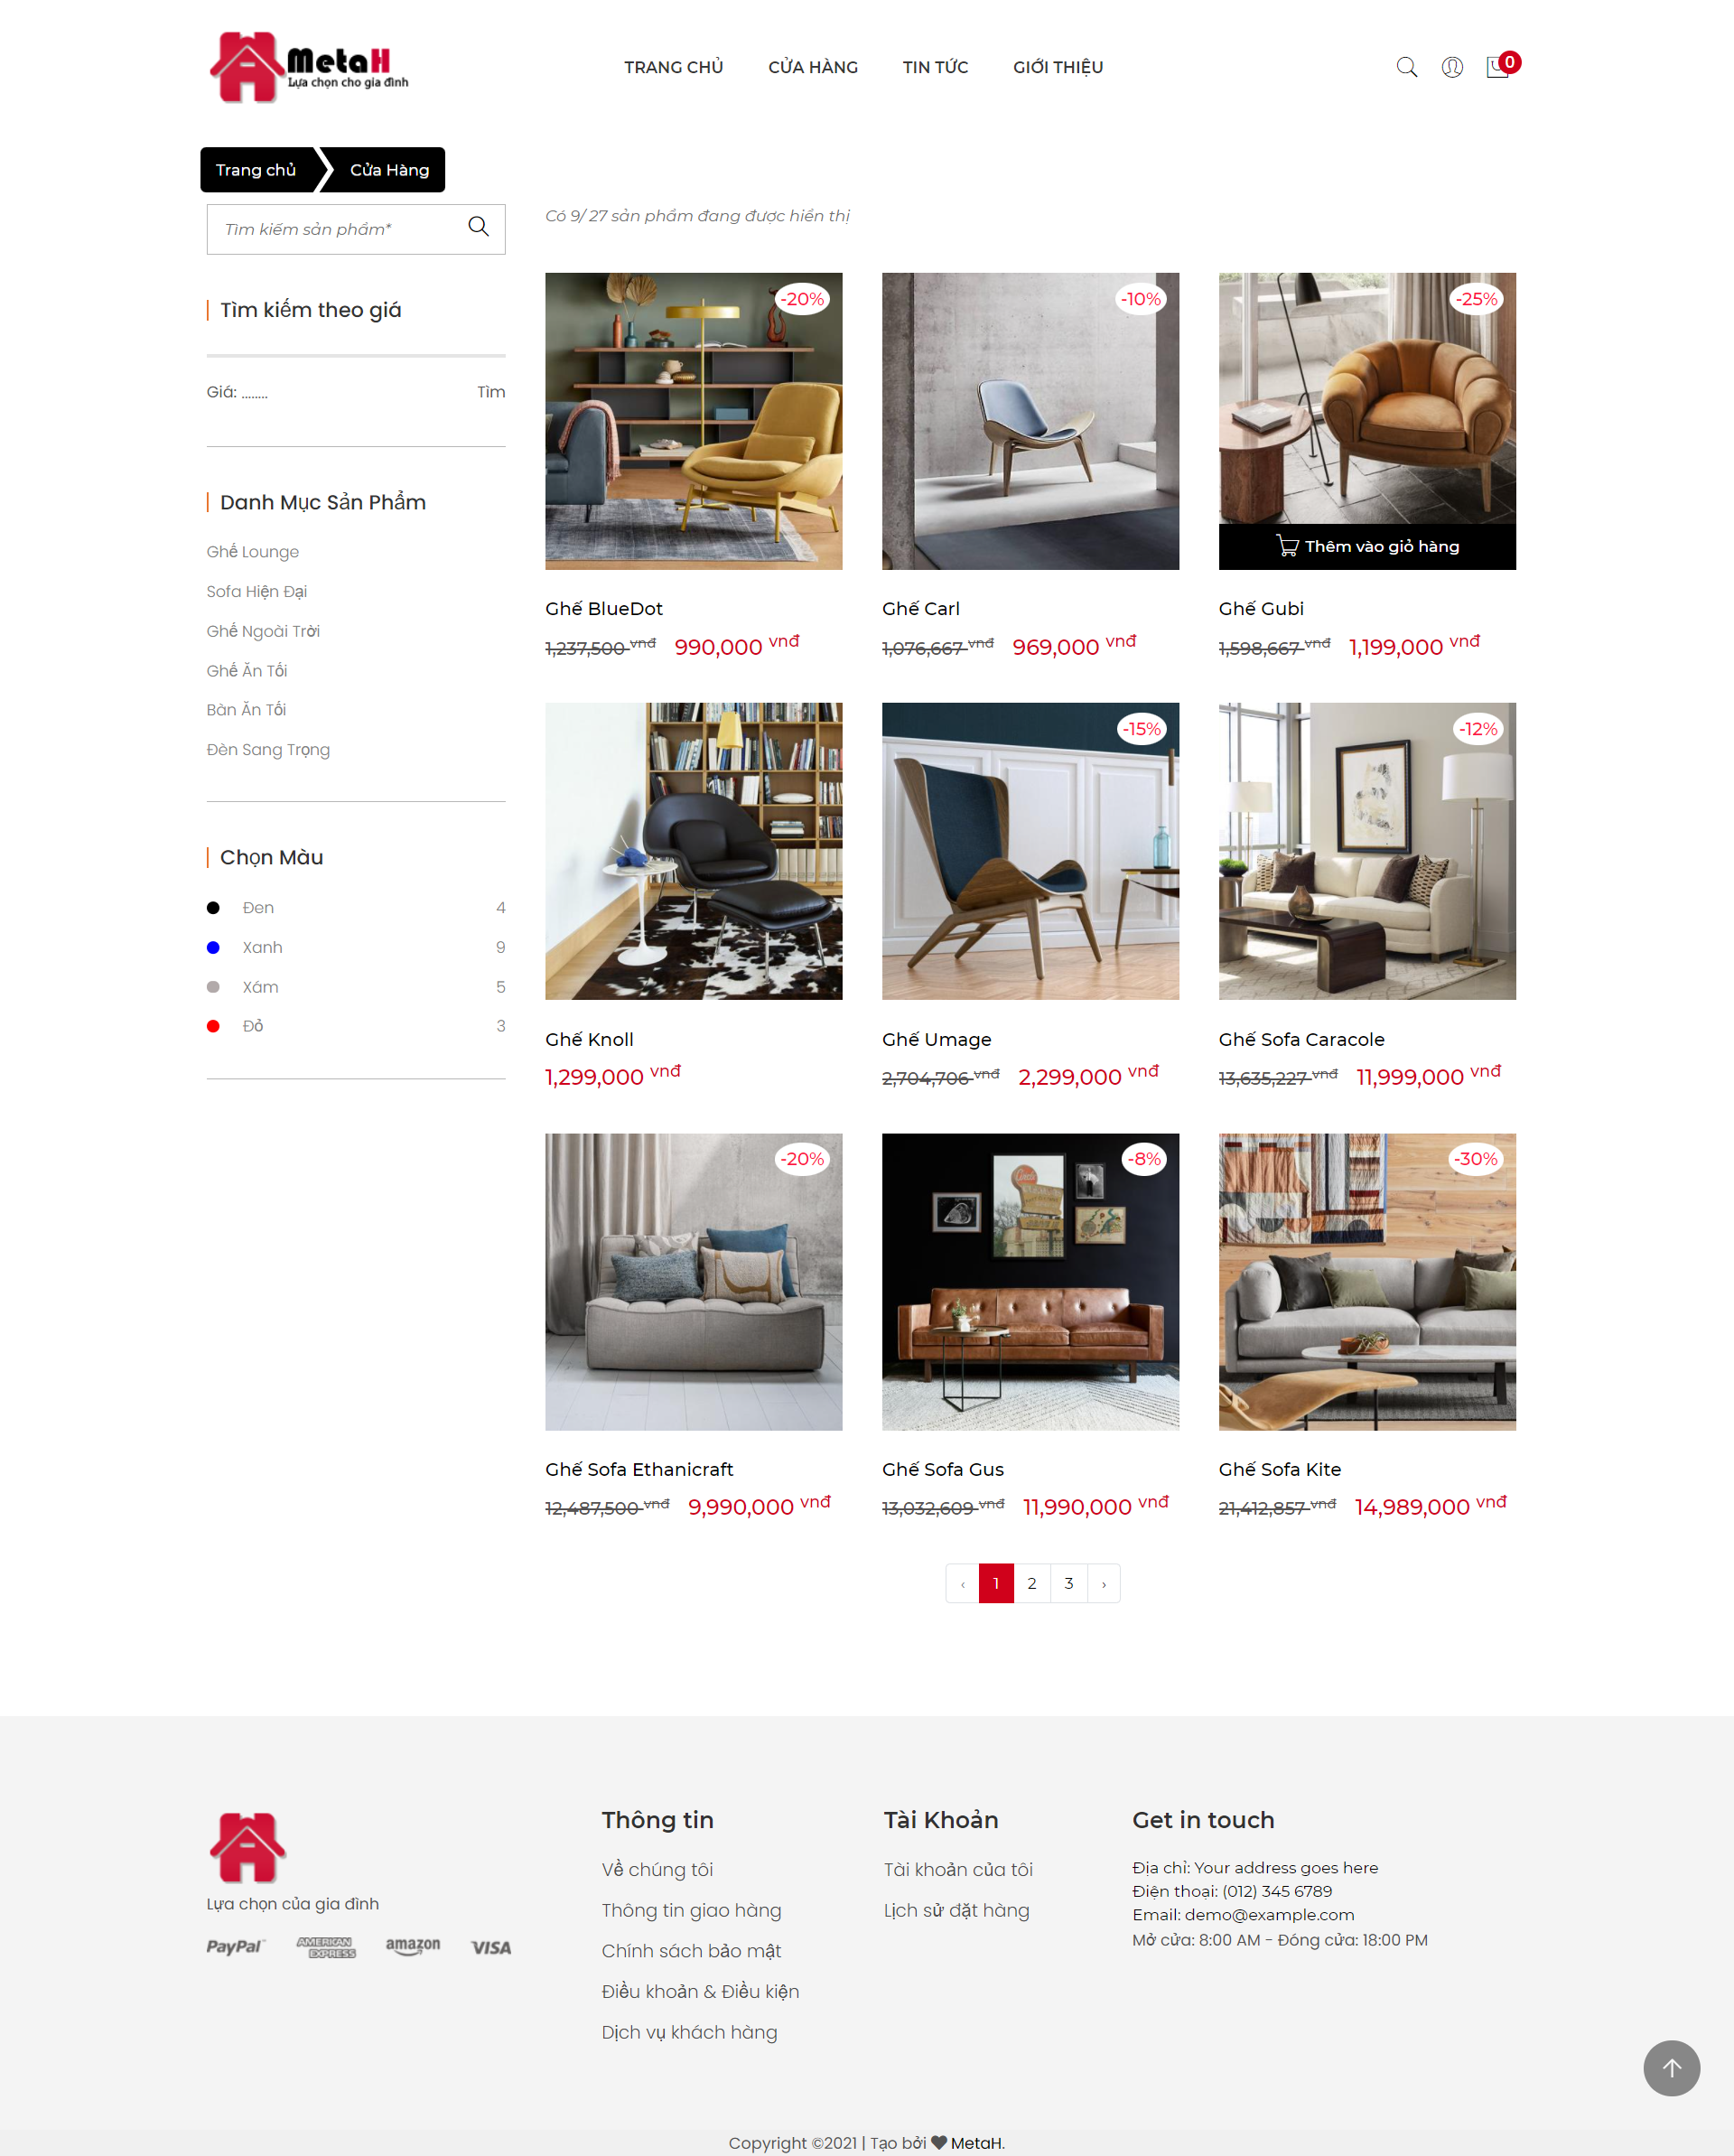 MetaH
Lựa chọn cho gia đình
TRANG CHỦ
CỬA HÀNG
TIN TỨC
GIỚI THIỆU
0
Trang chủ
Cửa Hàng
Tìm kiếm sản phẩm*
Có 9/ 27 sản phẩm đang được hiển thị
Tìm kiếm theo giá
Giá: ........
Tìm
Danh Mục Sản Phẩm
Ghế Lounge
Sofa Hiện Đại
Ghế Ngoài Trời
Ghế Ăn Tối
Bàn Ăn Tối
Đèn Sang Trọng
Chọn Màu
Đen 4
Xanh 9
Xám 5
Đỏ 3
-20%
-10%
-25%
Thêm vào giỏ hàng
Ghế BlueDot
1,237,500 vnđ 990,000 vnđ
Ghế Carl
1,076,667 vnđ 969,000 vnđ
Ghế Gubi
1,598,667 vnđ 1,199,000 vnđ
-15%
-12%
Ghế Knoll
1,299,000 vnđ
Ghế Umage
2,704,706 vnđ 2,299,000 vnđ
Ghế Sofa Caracole
13,635,227 vnđ 11,999,000 vnđ
-20%
-8%
-30%
Ghế Sofa Ethanicraft
12,487,500 vnđ 9,990,000 vnđ
Ghế Sofa Gus
13,032,609 vnđ 11,990,000 vnđ
Ghế Sofa Kite
21,412,857 vnđ 14,989,000 vnđ
‹ 1 2 3 ›
Lựa chọn của gia đình
PayPal
AMERICAN EXPRESS
amazon
VISA
Thông tin
Về chúng tôi
Thông tin giao hàng
Chính sách bảo mật
Điều khoản & Điều kiện
Dịch vụ khách hàng
Tài Khoản
Tài khoản của tôi
Lịch sử đặt hàng
Get in touch
Địa chỉ: Your address goes here
Điện thoại: (012) 345 6789
Email: demo@example.com
Mở cửa: 8:00 AM - Đóng cửa: 18:00 PM
Copyright ©2021 | Tạo bởi ♥ MetaH.